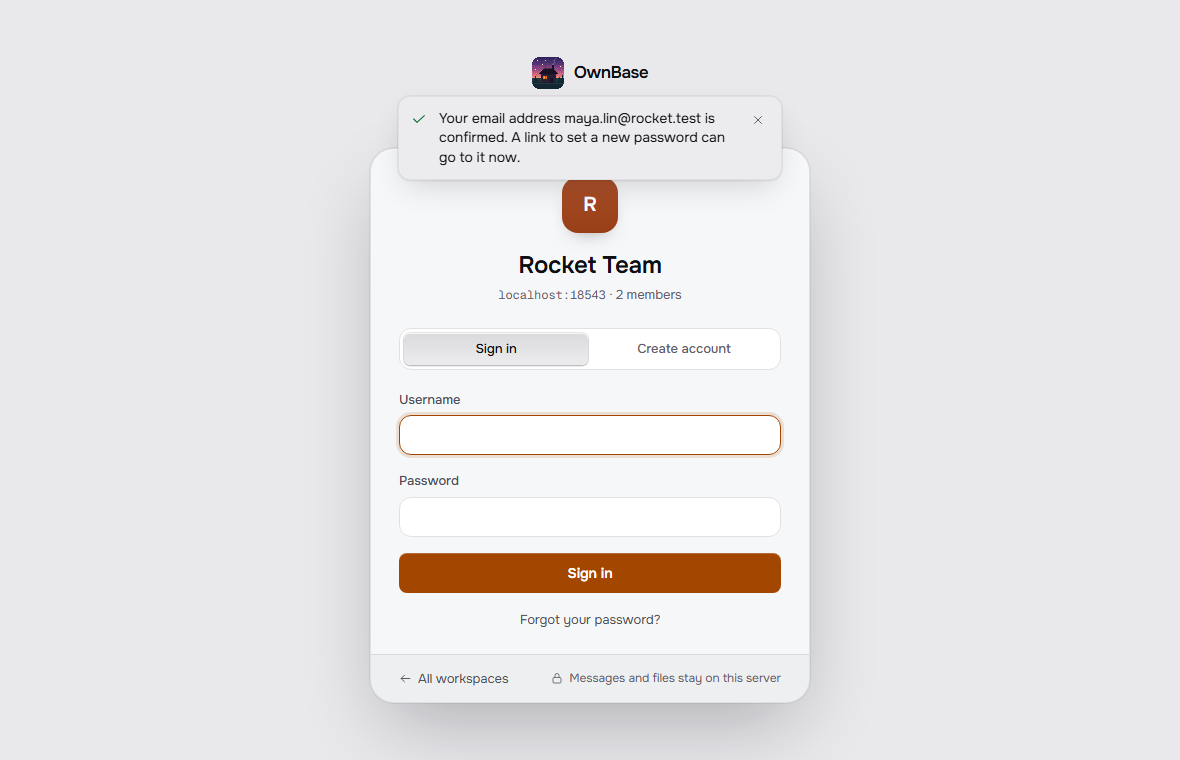 OwnBase
Your email address maya.lin@rocket.test is
confirmed. A link to set a new password can
go to it now.
R
Rocket Team
localhost:18543 · 2 members
Sign in
Create account
Username
Password
Sign in
Forgot your password?
← All workspaces
Messages and files stay on this server